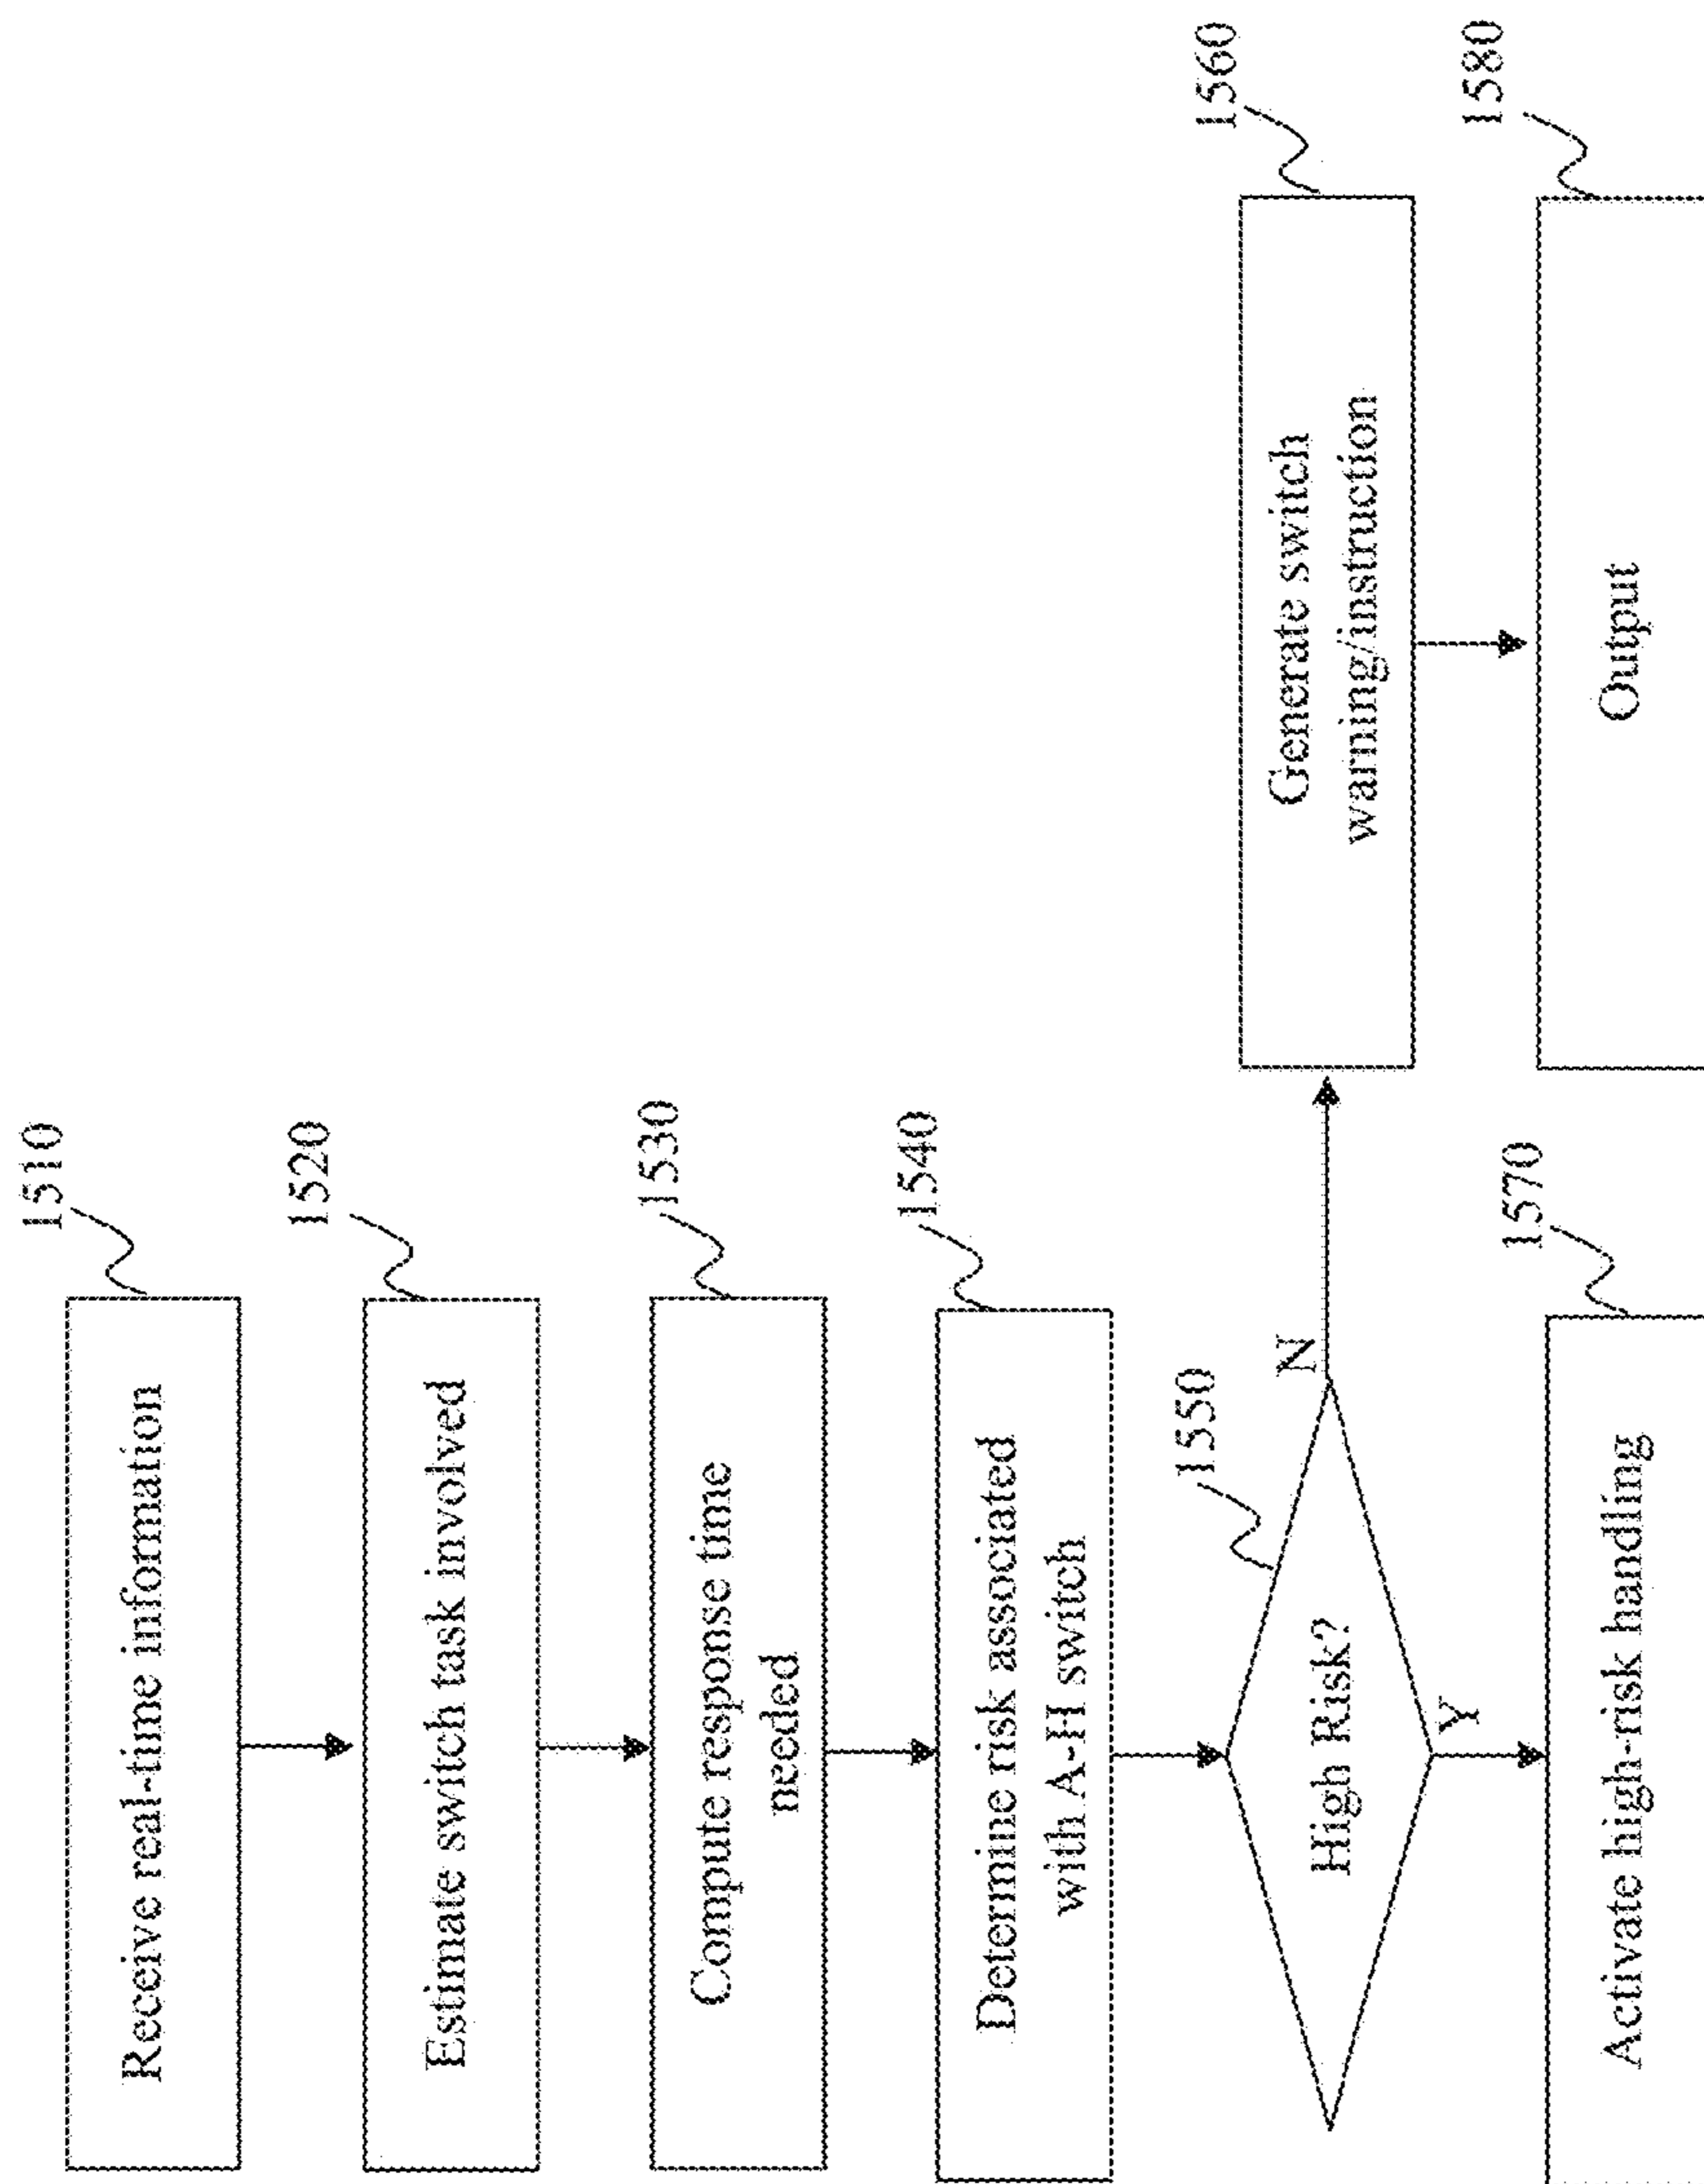 1510
Receive real-time information
1520
Estimate switch task involved
1530
Compute response time
needed
1540
Determine risk associated
with A-H switch
1550
High Risk?
N
Y
1560
Generate switch
warning/instruction
1570
Activate high-risk handling
1580
Output